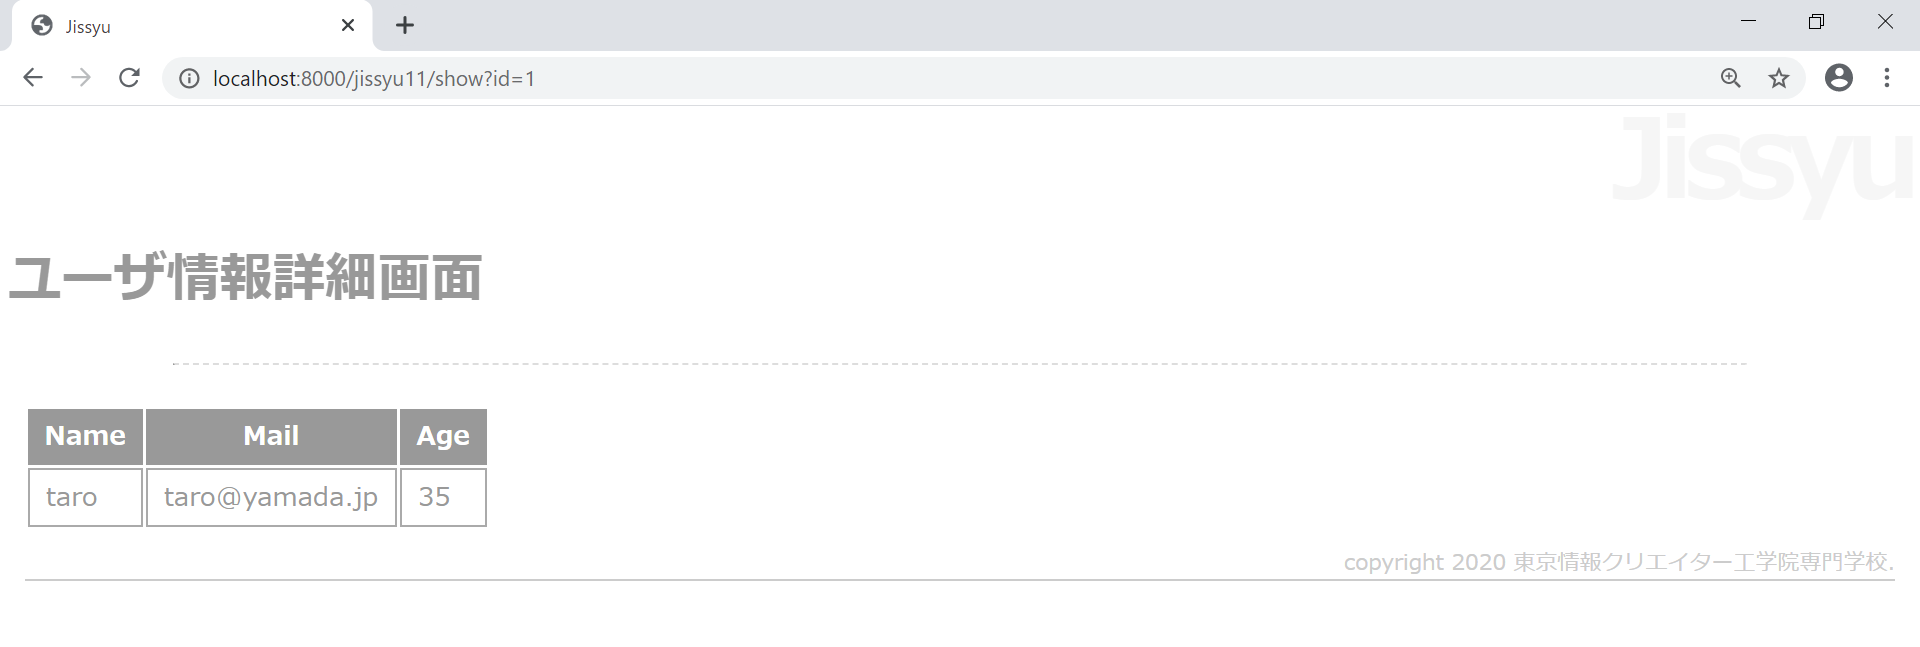 Jissyu
localhost:8000/jissyu11/show?id=1
Jissyu
ユーザ情報詳細画面
Name Mail Age
taro taro@yamada.jp 35
copyright 2020 東京情報クリエイター工学院専門学校.